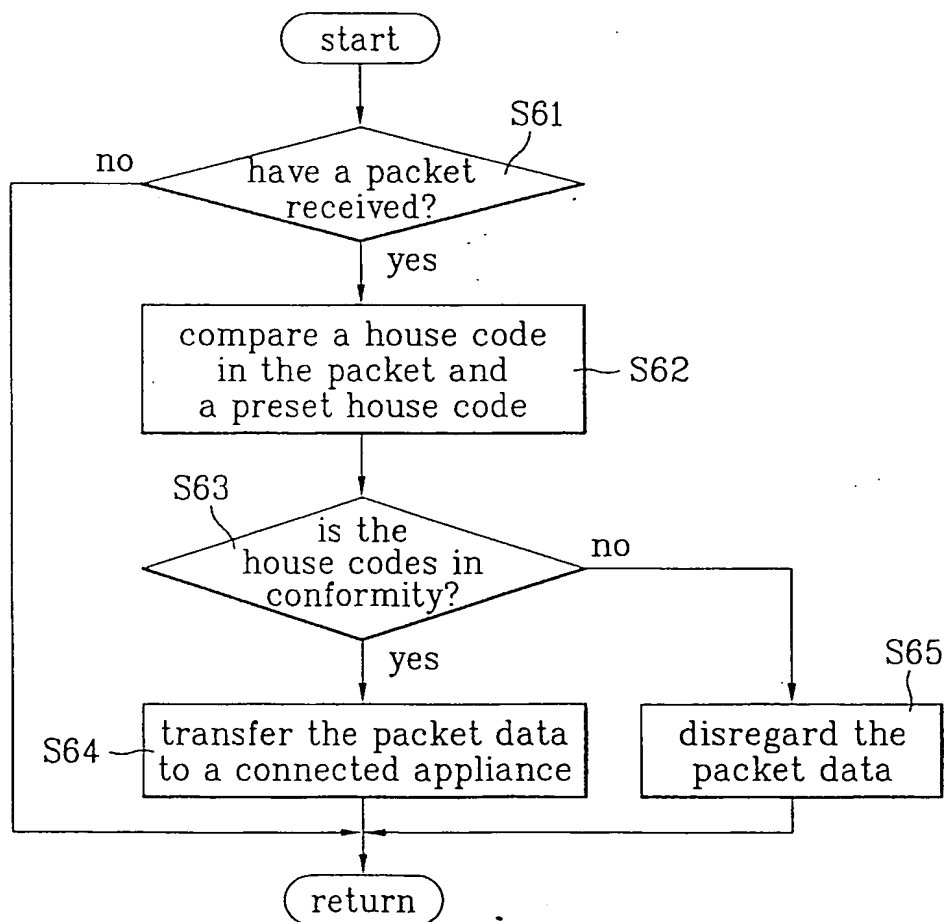 start
S61
no
have a packet
received?
yes
compare a house code
in the packet and
a preset house code
S62
S63
is the
house codes in
conformity?
no
yes
S65
S64
transfer the packet data
to a connected appliance
disregard the
packet data
return